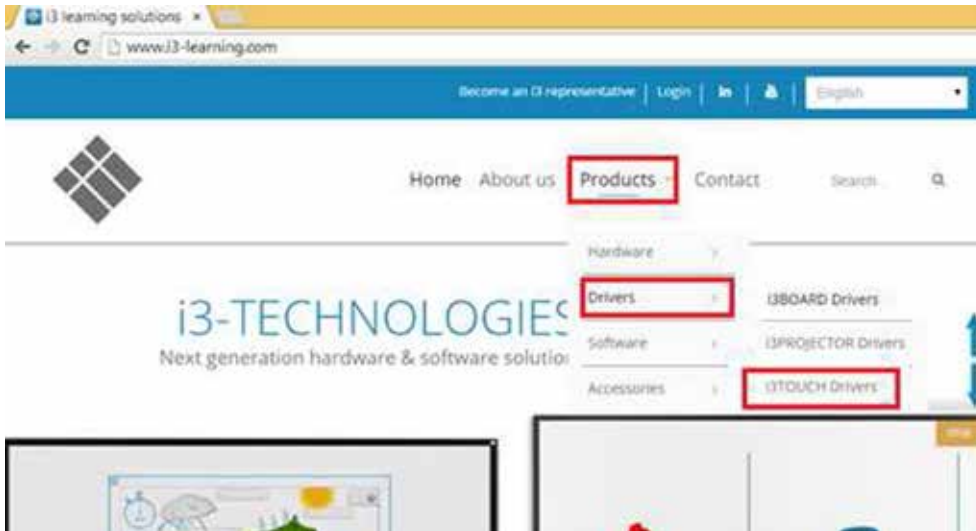 i3 learning solutions
www.i3-learning.com
Become an i3 representative | Login | in | English
Home About us Products Contact Search
Hardware
Drivers i3BOARD Drivers
i3-TECHNOLOGIES
Software i3PROJECTOR Drivers
Next generation hardware & software solutio
Accessories i3TOUCH Drivers